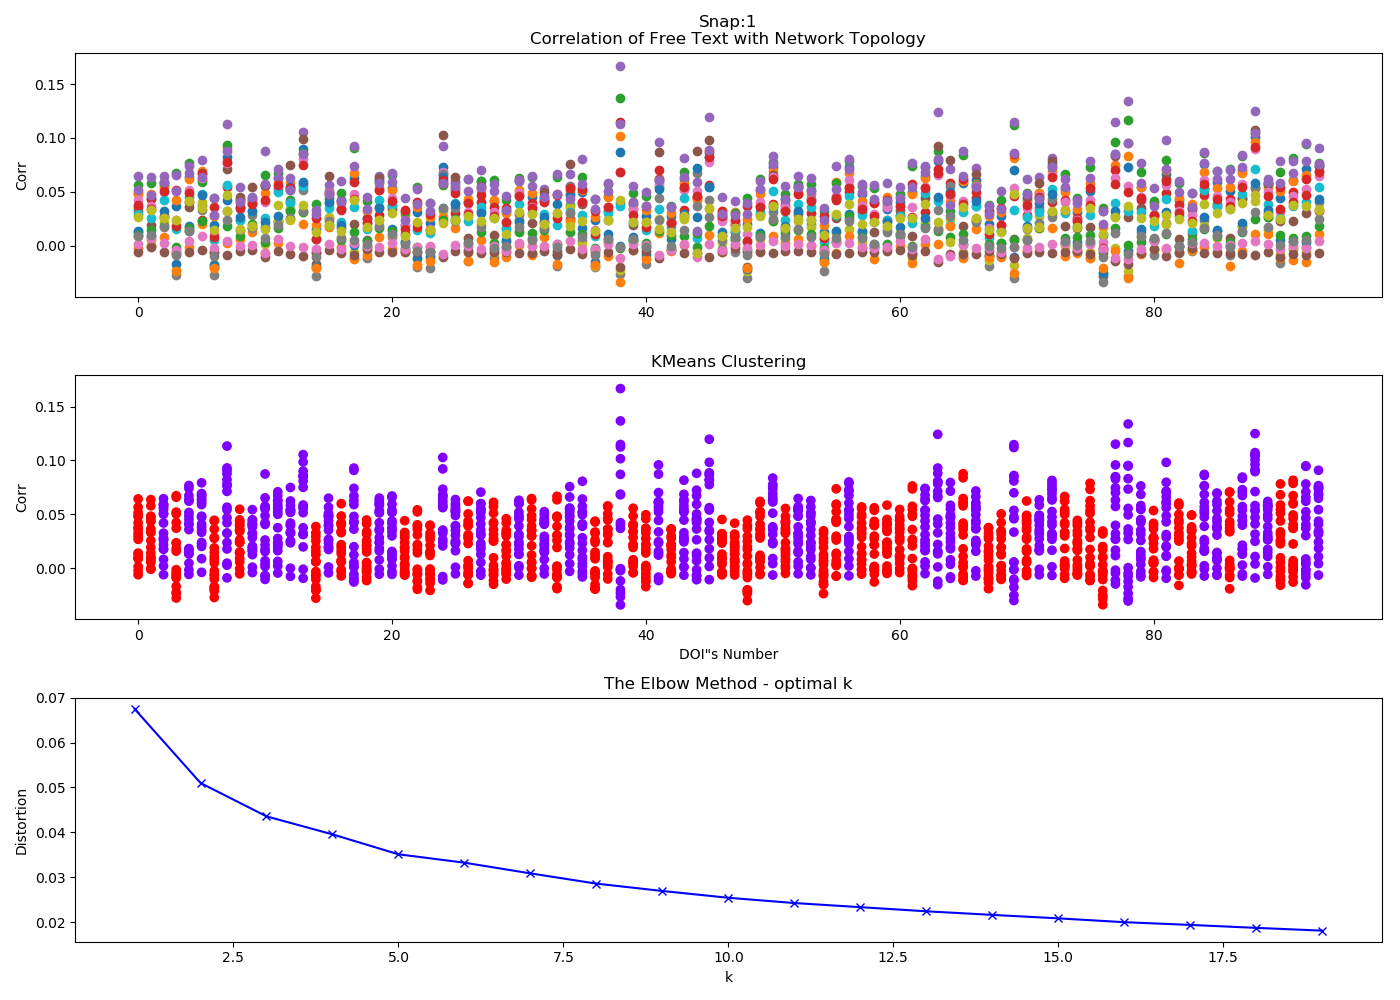 Snap:1
Correlation of Free Text with Network Topology
0.15
0.10
0.05
0.00
Corr
0 20 40 60 80
KMeans Clustering
0.15
0.10
0.05
0.00
Corr
0 20 40 60 80
DOI"s Number
The Elbow Method - optimal k
0.07
0.06
0.05
0.04
0.03
0.02
Distortion
2.5 5.0 7.5 10.0 12.5 15.0 17.5
k